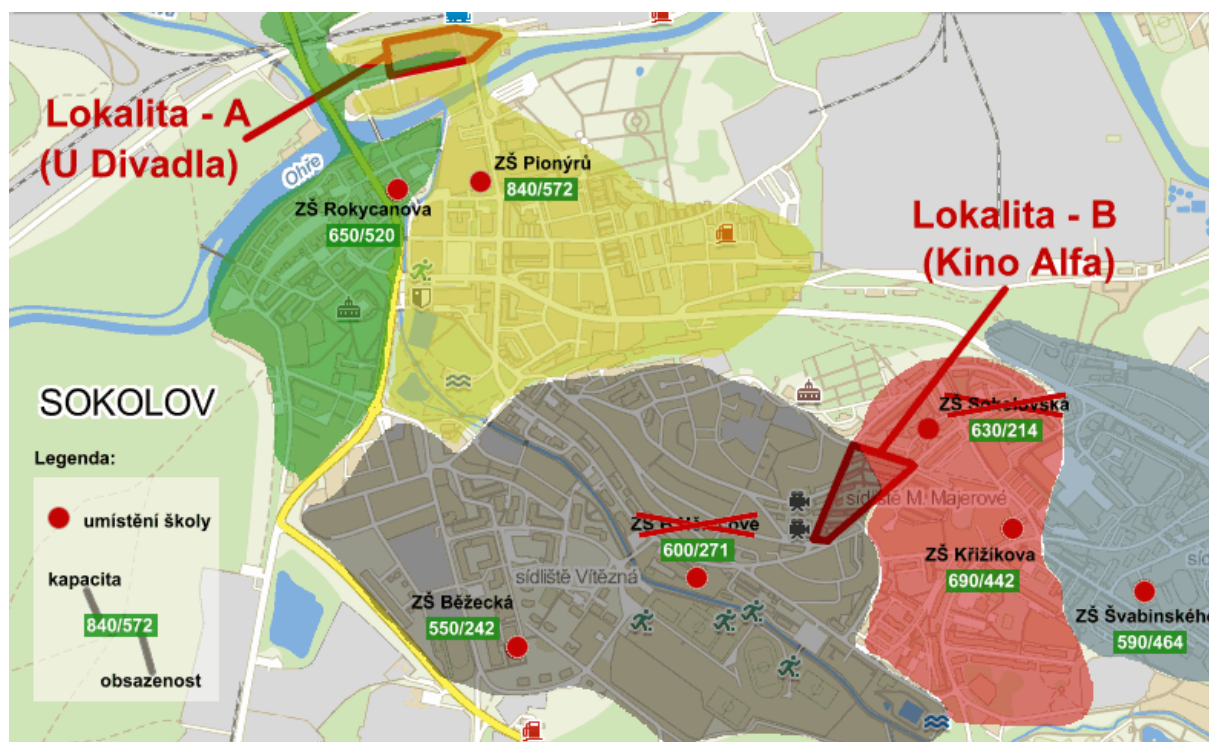 Lokalita - A
(U Divadla)
Ohře
ZŠ Pionýrů
840/572
ZŠ Rokycanova
650/520
Lokalita - B
(Kino Alfa)
SOKOLOV
ZŠ Sokolovská
630/214
Legenda:
umístění školy
kapacita
840/572
obsazenost
sídliště M. Majerové
ZŠ
600/271
sídliště Vítězná
ZŠ Křižíkova
690/442
ZŠ Běžecká
550/242
ZŠ Švabinského
590/464